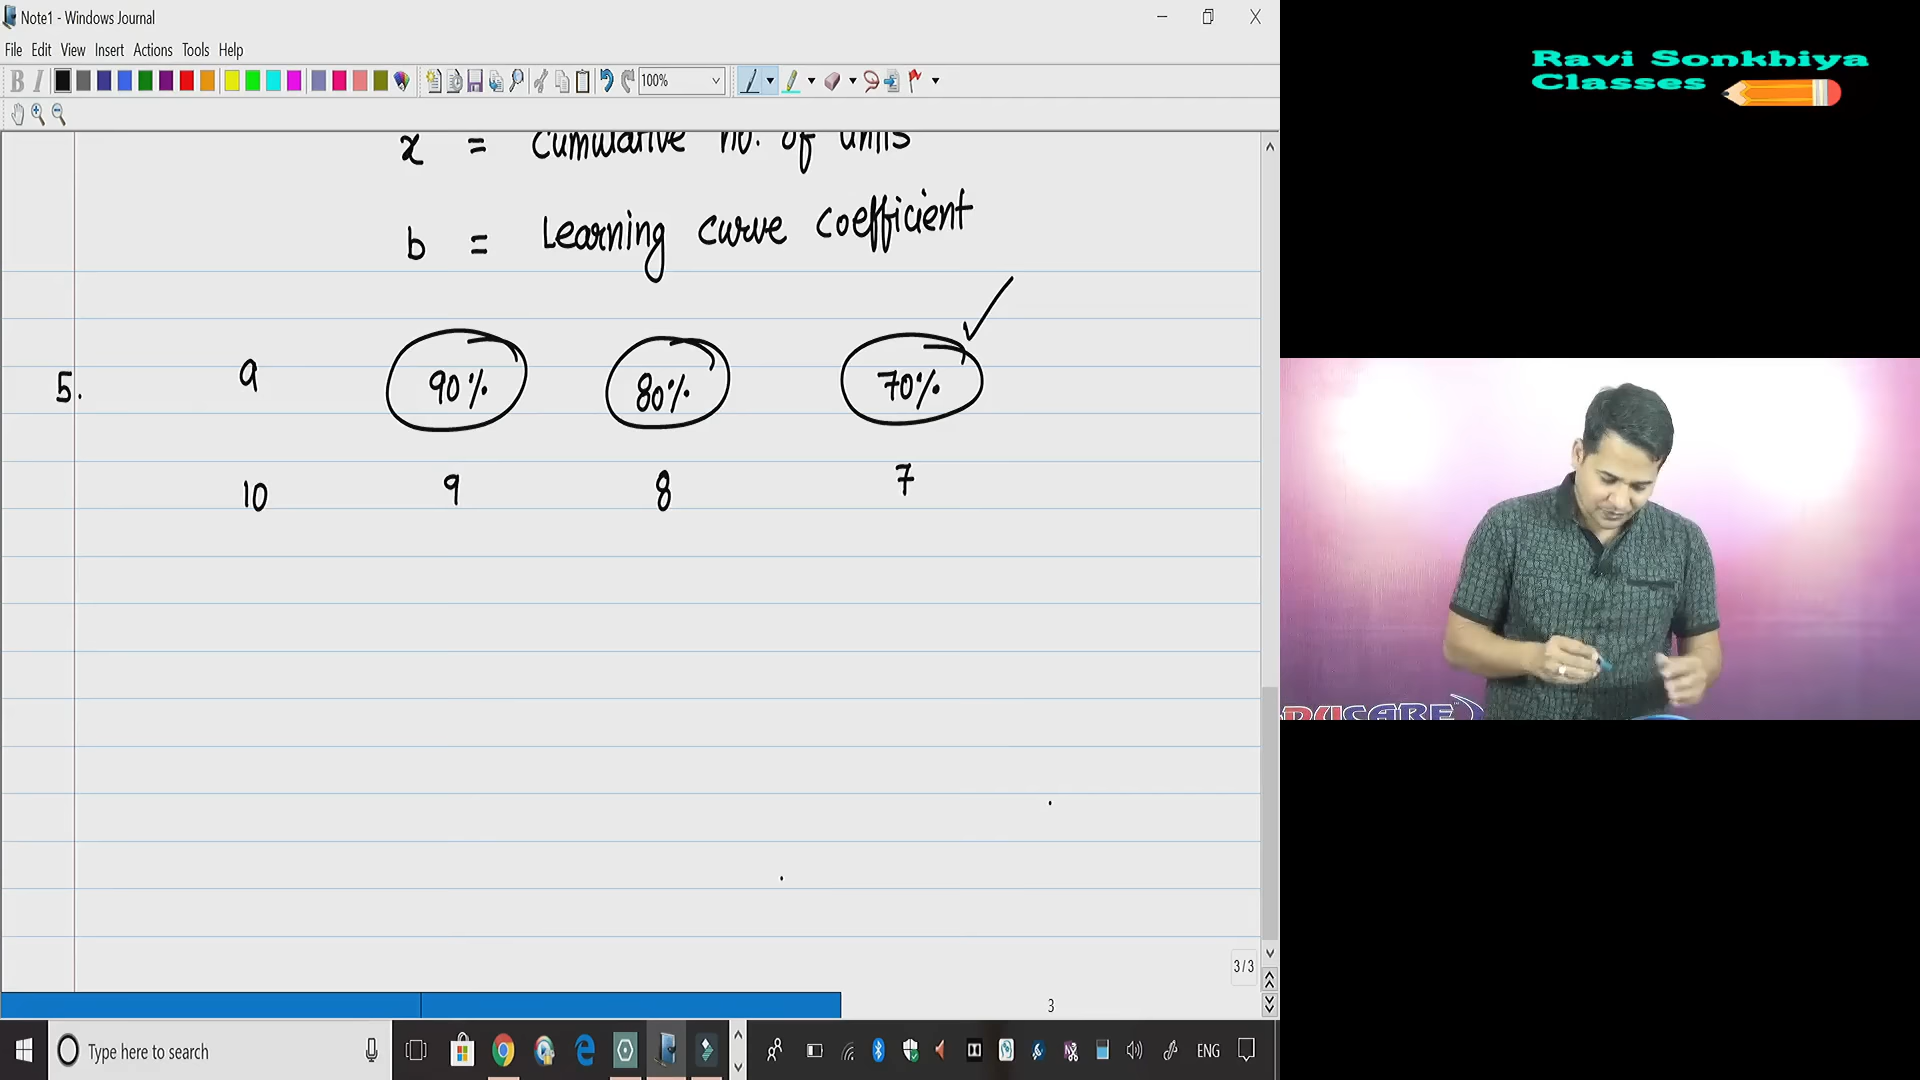 Note1 - Windows Journal
File Edit View Insert Actions Tools Help
B I 100%
x = Cumulative no. of units
b = Learning curve coefficient
5. a 90% 80% 70%
10 9 8 7
3/3
3
Type here to search
ENG
Ravi Sonkhiya
Classes